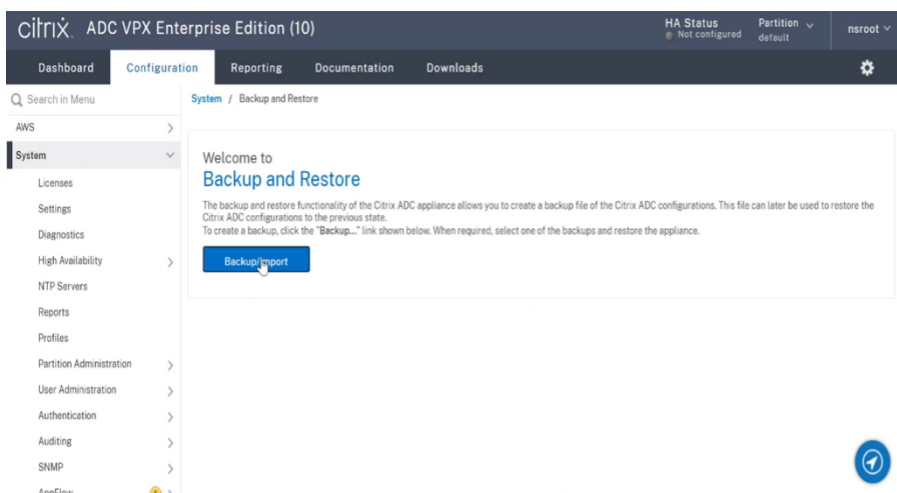 citrix. ADC VPX Enterprise Edition (10)
HA Status
Not configured
Partition
default
nsroot
Dashboard
Configuration
Reporting
Documentation
Downloads
Search in Menu
System / Backup and Restore
AWS
System
Licenses
Settings
Diagnostics
High Availability
NTP Servers
Reports
Profiles
Partition Administration
User Administration
Authentication
Auditing
SNMP
AppFlow
Welcome to
Backup and Restore
The backup and restore functionality of the Citrix ADC appliance allows you to create a backup file of the Citrix ADC configurations. This file can later be used to restore the
Citrix ADC configurations to the previous state.
To create a backup, click the "Backup..." link shown below. When required, select one of the backups and restore the appliance.
Backup/Import